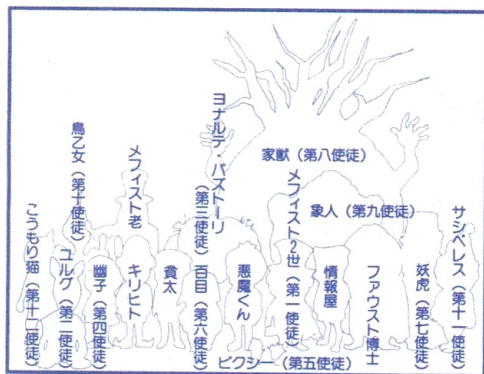 サシペレス（第十一使徒）
妖虎（第七使徒）
ファウスト博士
家獣（第八使徒）
象人（第九使徒）
情報屋
メフィスト2世（第一使徒）
悪魔くん
ヨナルデ・パズトーリ
（第三使徒）
百目（第六使徒）
ピクシー（第五使徒）
貧太
メフィスト老
キリヒト
幽子（第四使徒）
鳥乙女（第十使徒）
ユルグ（第二使徒）
こうもり猫（第十二使徒）